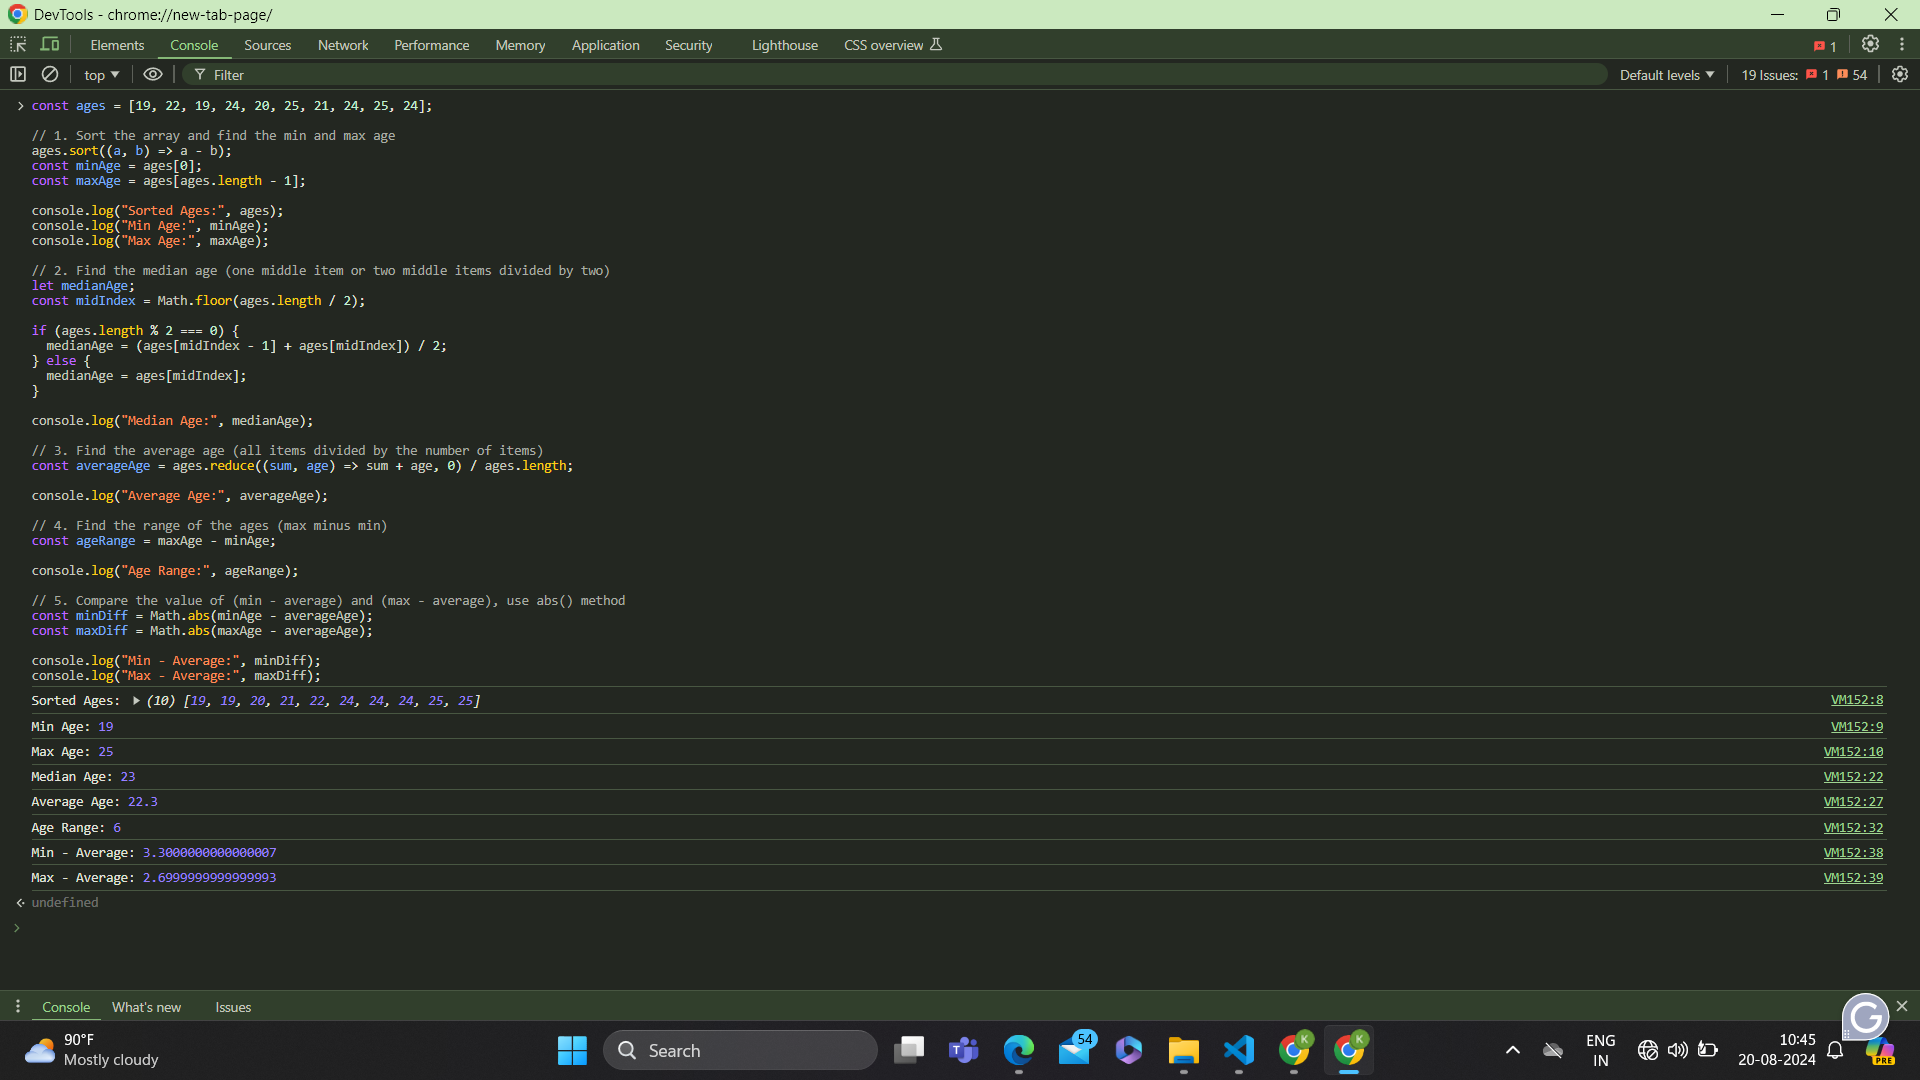 DevTools - chrome://new-tab-page/
Elements Console Sources Network Performance Memory Application Security Lighthouse CSS overview 1
top Filter Default levels 19 Issues: 1 54
const ages = [19, 22, 19, 24, 20, 25, 21, 24, 25, 24];
// 1. Sort the array and find the min and max age
ages.sort((a, b) => a - b);
const minAge = ages[0];
const maxAge = ages[ages.length - 1];
console.log("Sorted Ages:", ages);
console.log("Min Age:", minAge);
console.log("Max Age:", maxAge);
// 2. Find the median age (one middle item or two middle items divided by two)
let medianAge;
const midIndex = Math.floor(ages.length / 2);
if (ages.length % 2 === 0) {
medianAge = (ages[midIndex - 1] + ages[midIndex]) / 2;
} else {
medianAge = ages[midIndex];
}
console.log("Median Age:", medianAge);
// 3. Find the average age (all items divided by the number of items)
const averageAge = ages.reduce((sum, age) => sum + age, 0) / ages.length;
console.log("Average Age:", averageAge);
// 4. Find the range of the ages (max minus min)
const ageRange = maxAge - minAge;
console.log("Age Range:", ageRange);
// 5. Compare the value of (min - average) and (max - average), use abs() method
const minDiff = Math.abs(minAge - averageAge);
const maxDiff = Math.abs(maxAge - averageAge);
console.log("Min - Average:", minDiff);
console.log("Max - Average:", maxDiff);
Sorted Ages: (10) [19, 19, 20, 21, 22, 24, 24, 24, 25, 25] VM152:8
Min Age: 19 VM152:9
Max Age: 25 VM152:10
Median Age: 23 VM152:22
Average Age: 22.3 VM152:27
Age Range: 6 VM152:32
Min - Average: 3.3000000000000007 VM152:38
Max - Average: 2.6999999999999993 VM152:39
undefined
Console What's new Issues
90°F
Mostly cloudy
Search
54
K
K
ENG
IN
10:45
20-08-2024
PRE